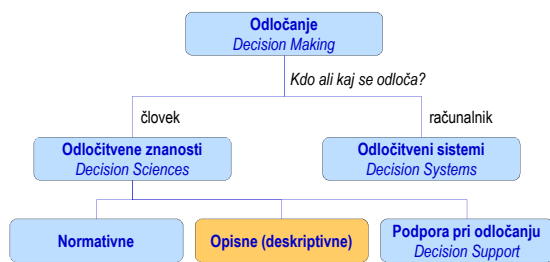 Odločanje
Decision Making
Kdo ali kaj se odloča?
človek
računalnik
Odločitvene znanosti
Decision Sciences
Odločitveni sistemi
Decision Systems
Normativne
Opisne (deskriptivne)
Podpora pri odločanju
Decision Support